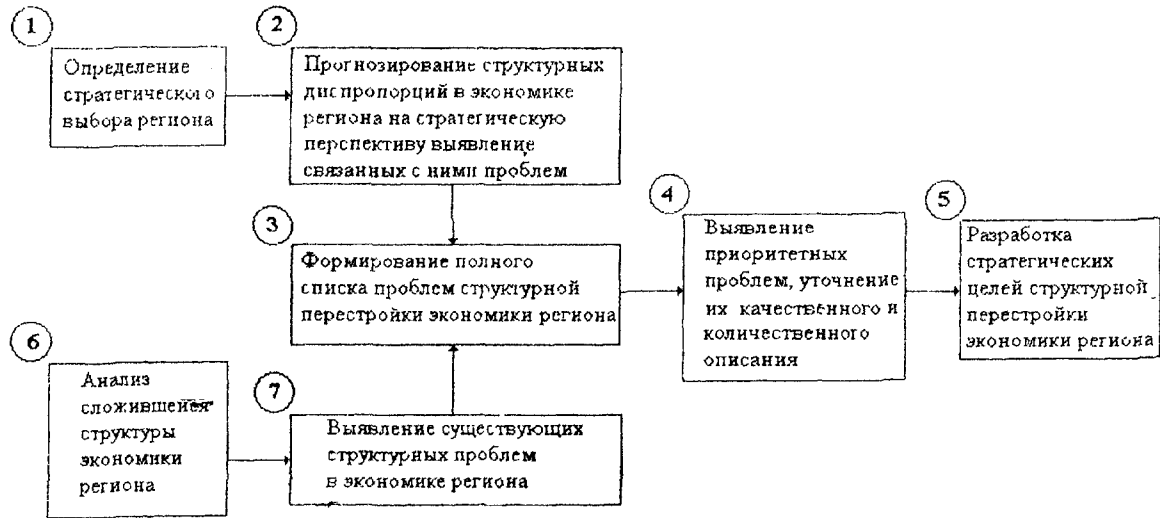 1
Определение
стратегического
выбора региона
2
Прогнозирование структурных
диспропорций в экономике
региона на стратегическую
перспективу выявление
связанных с ними проблем
3
Формирование полного
списка проблем структурной
перестройки экономики региона
4
Выявление
приоритетных
проблем, уточнение
их качественного и
количественного
описания
5
Разработка
стратегических
целей структурной
перестройки
экономики региона
6
Анализ
сложившейся
структуры
экономики
региона
7
Выявление существующих
структурных проблем
в экономике региона